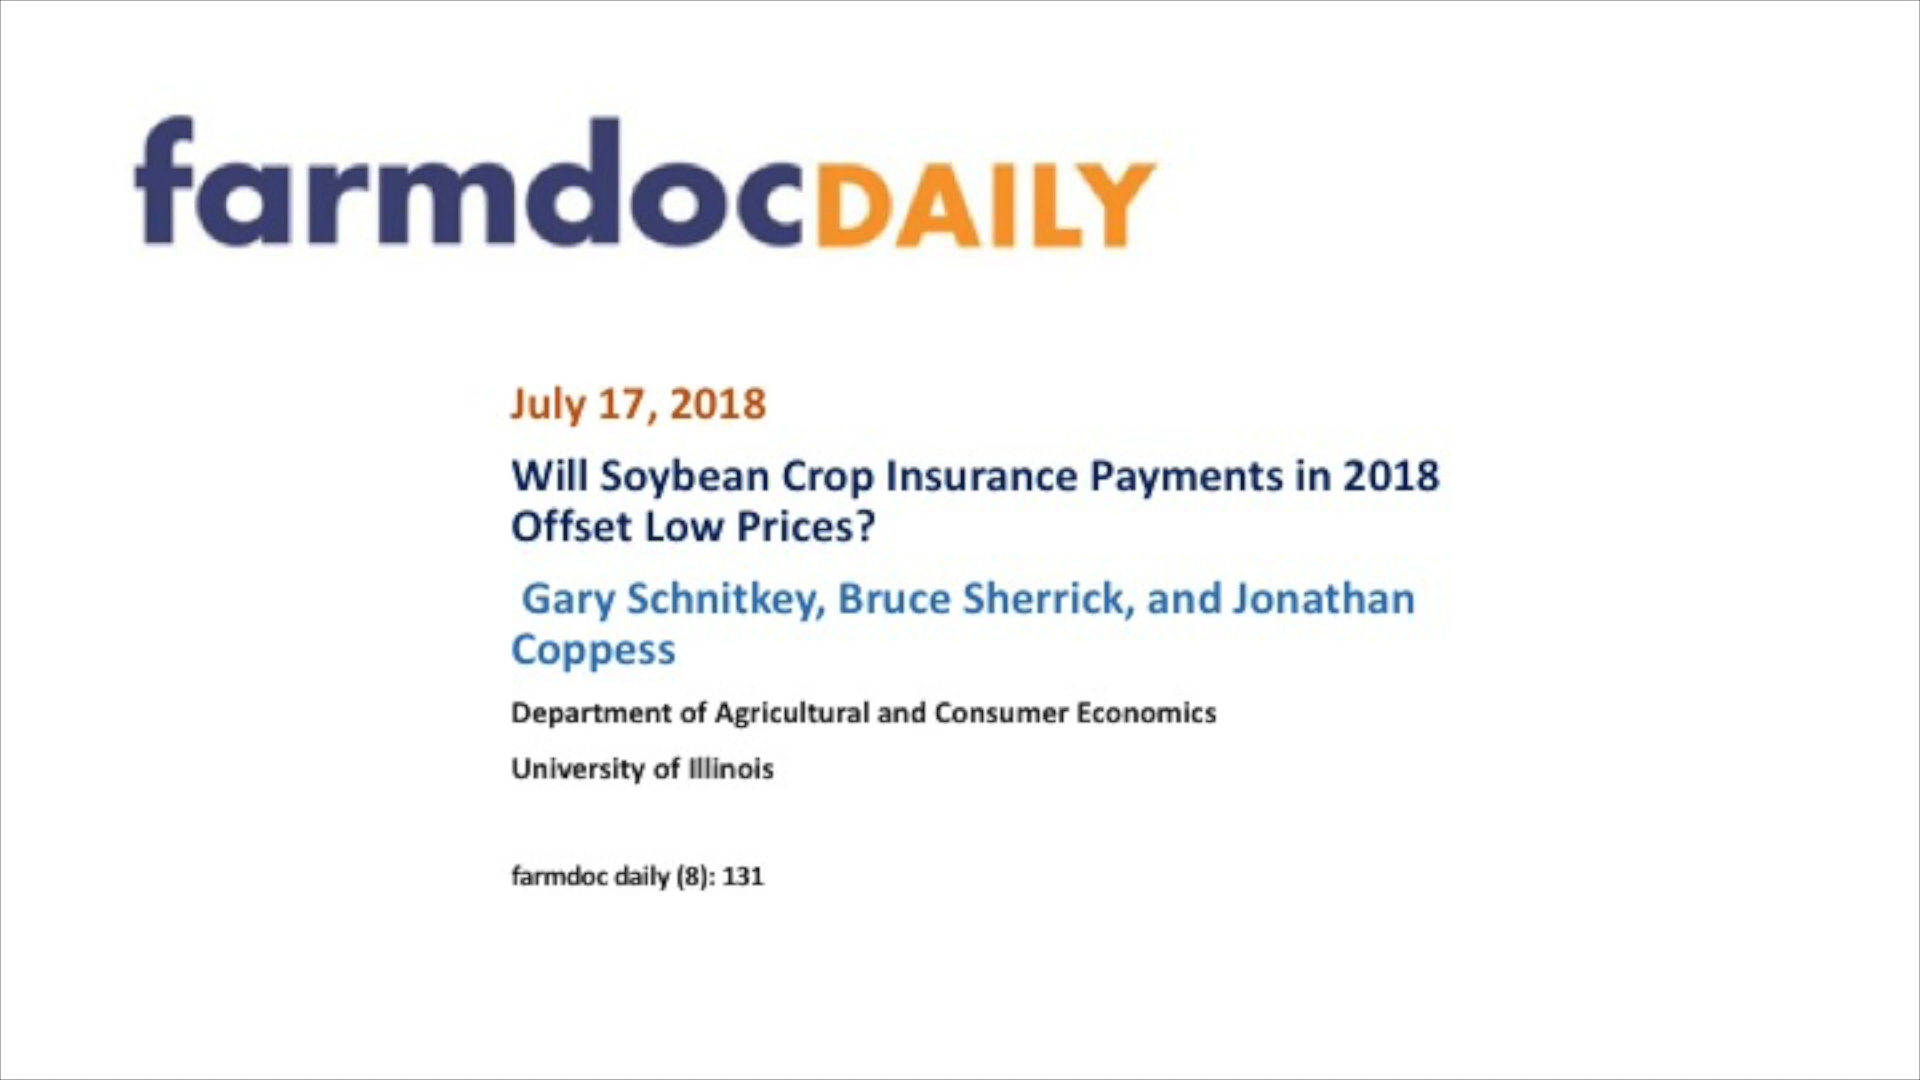 farmdocDAILY
July 17, 2018
Will Soybean Crop Insurance Payments in 2018
Offset Low Prices?
Gary Schnitkey, Bruce Sherrick, and Jonathan
Coppess
Department of Agricultural and Consumer Economics
University of Illinois
farmdoc daily (8): 131